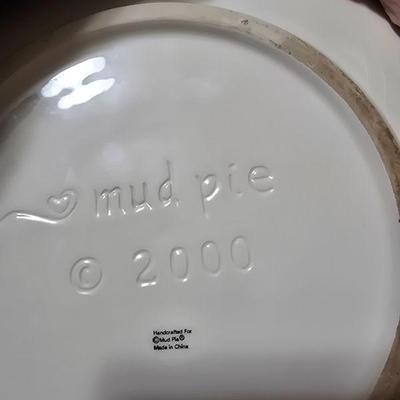 mud pie
© 2000
Handcrafted For
©Mud Pie®
Made in China